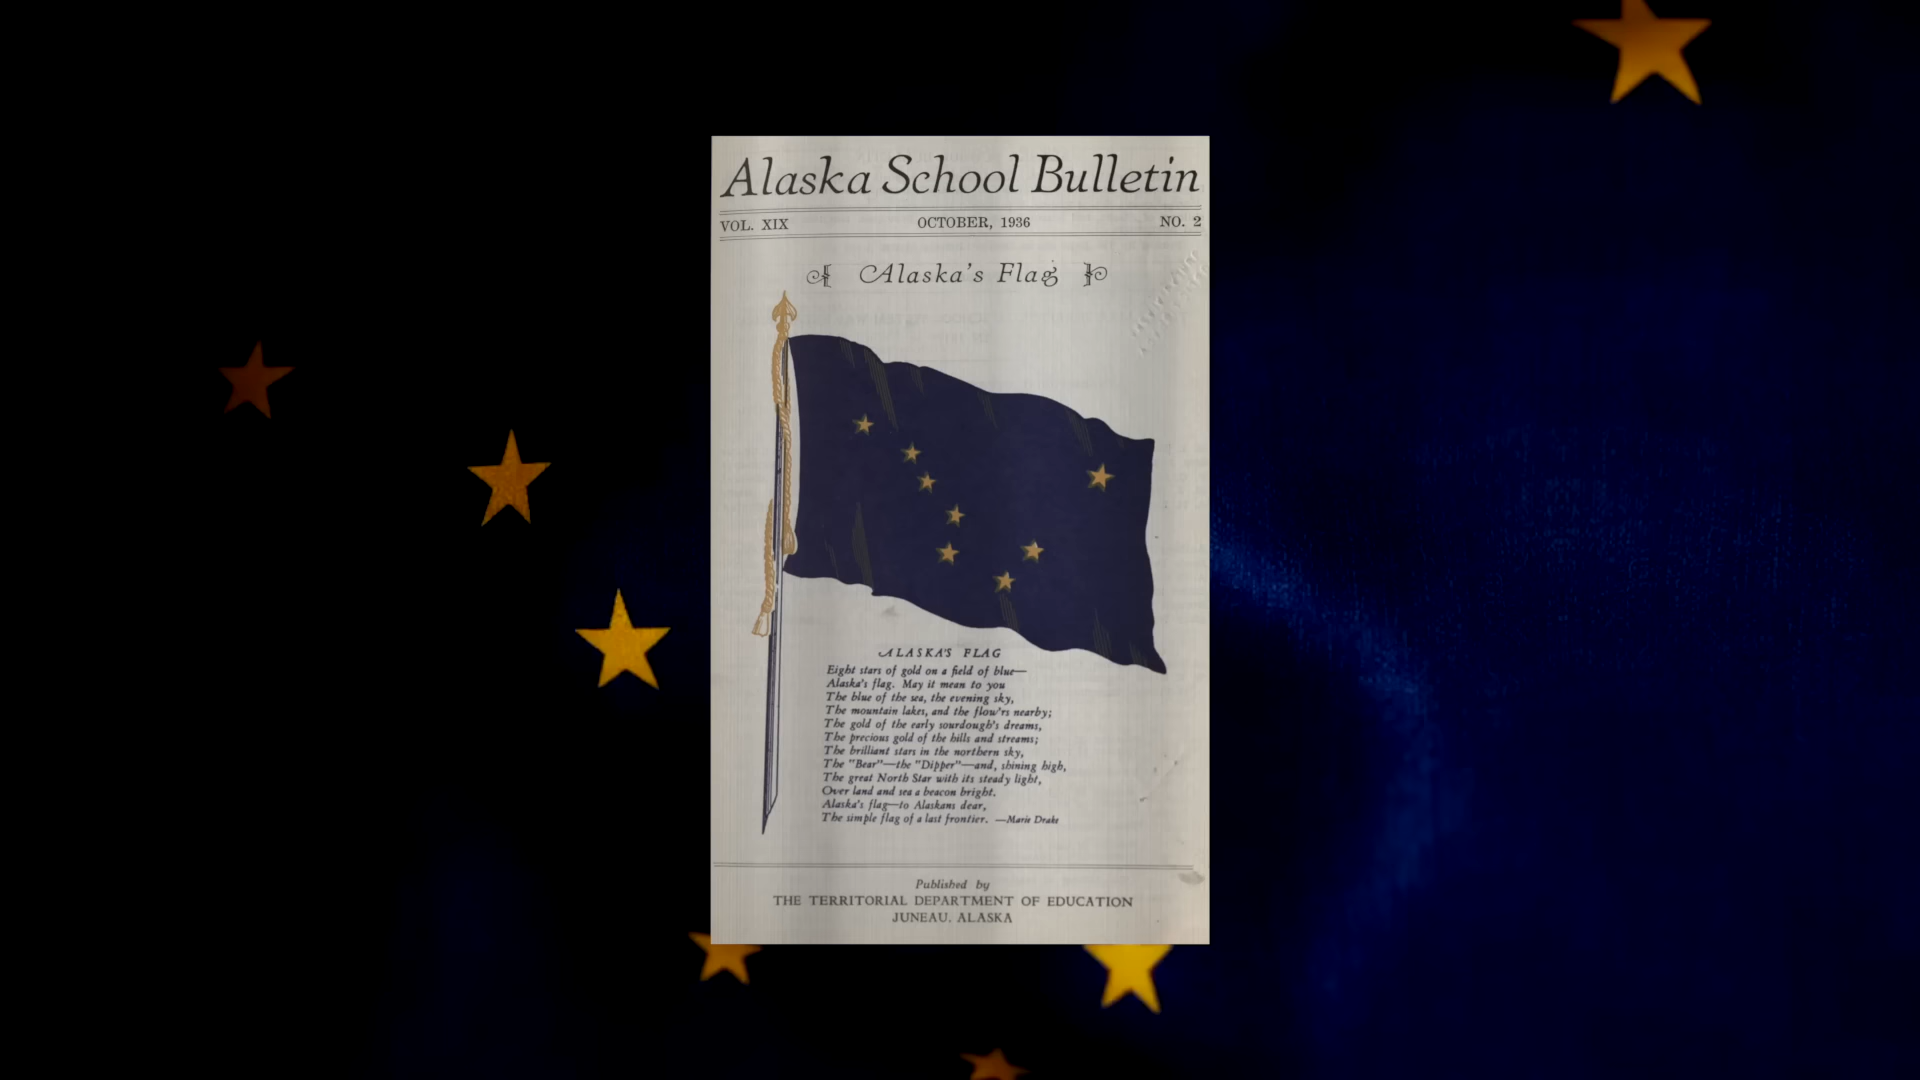 Alaska School Bulletin
VOL. XIX OCTOBER, 1936 NO. 2
Alaska's Flag
ALASKA'S FLAG
Eight stars of gold on a field of blue—
Alaska's flag. May it mean to you
The blue of the sea, the evening sky,
The mountain lakes, and the flow'rs nearby;
The gold of the early sourdough's dreams,
The precious gold of the hills and streams;
The brilliant stars in the northern sky,
The "Bear"—the "Dipper"—and, shining high,
The great North Star with its steady light,
Over land and sea a beacon bright.
Alaska's flag—to Alaskans dear,
The simple flag of a last frontier. —Marie Drake
Published by
THE TERRITORIAL DEPARTMENT OF EDUCATION
JUNEAU, ALASKA